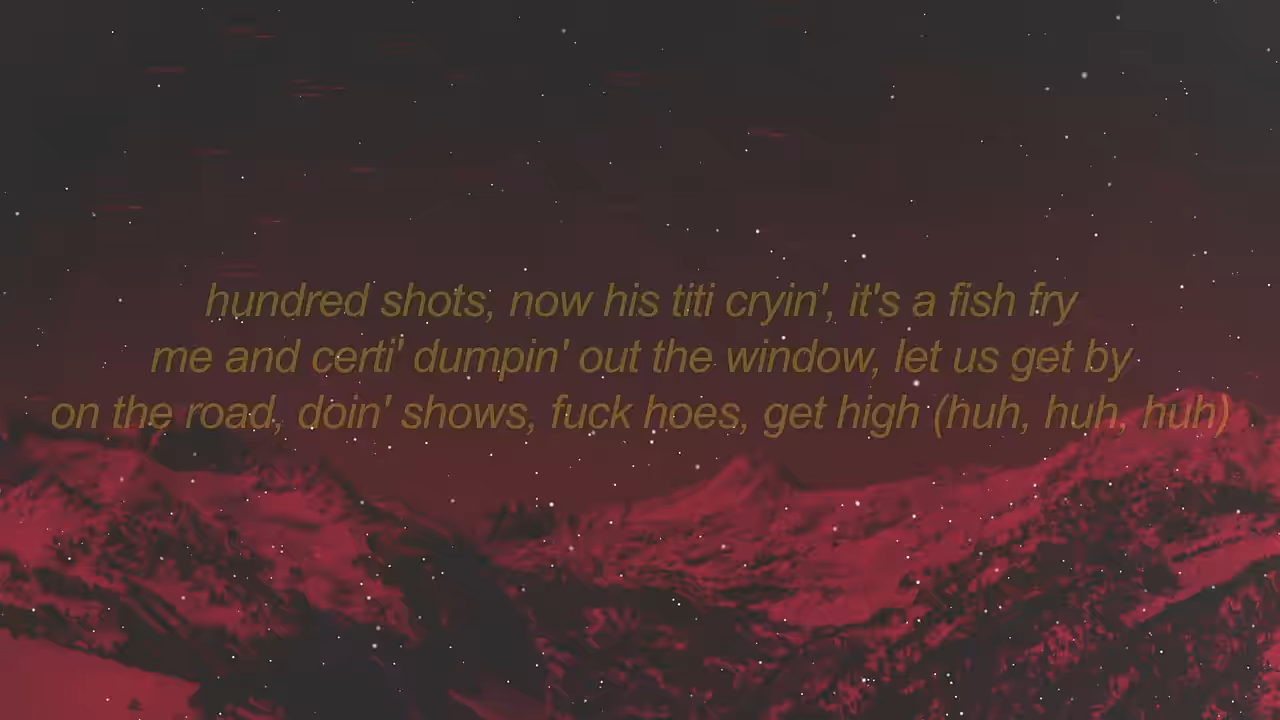 hundred shots, now his titi cryin', it's a fish fry
me and certi' dumpin' out the window, let us get by
on the road, doin' shows, fuck hoes, get high (huh, huh, huh)